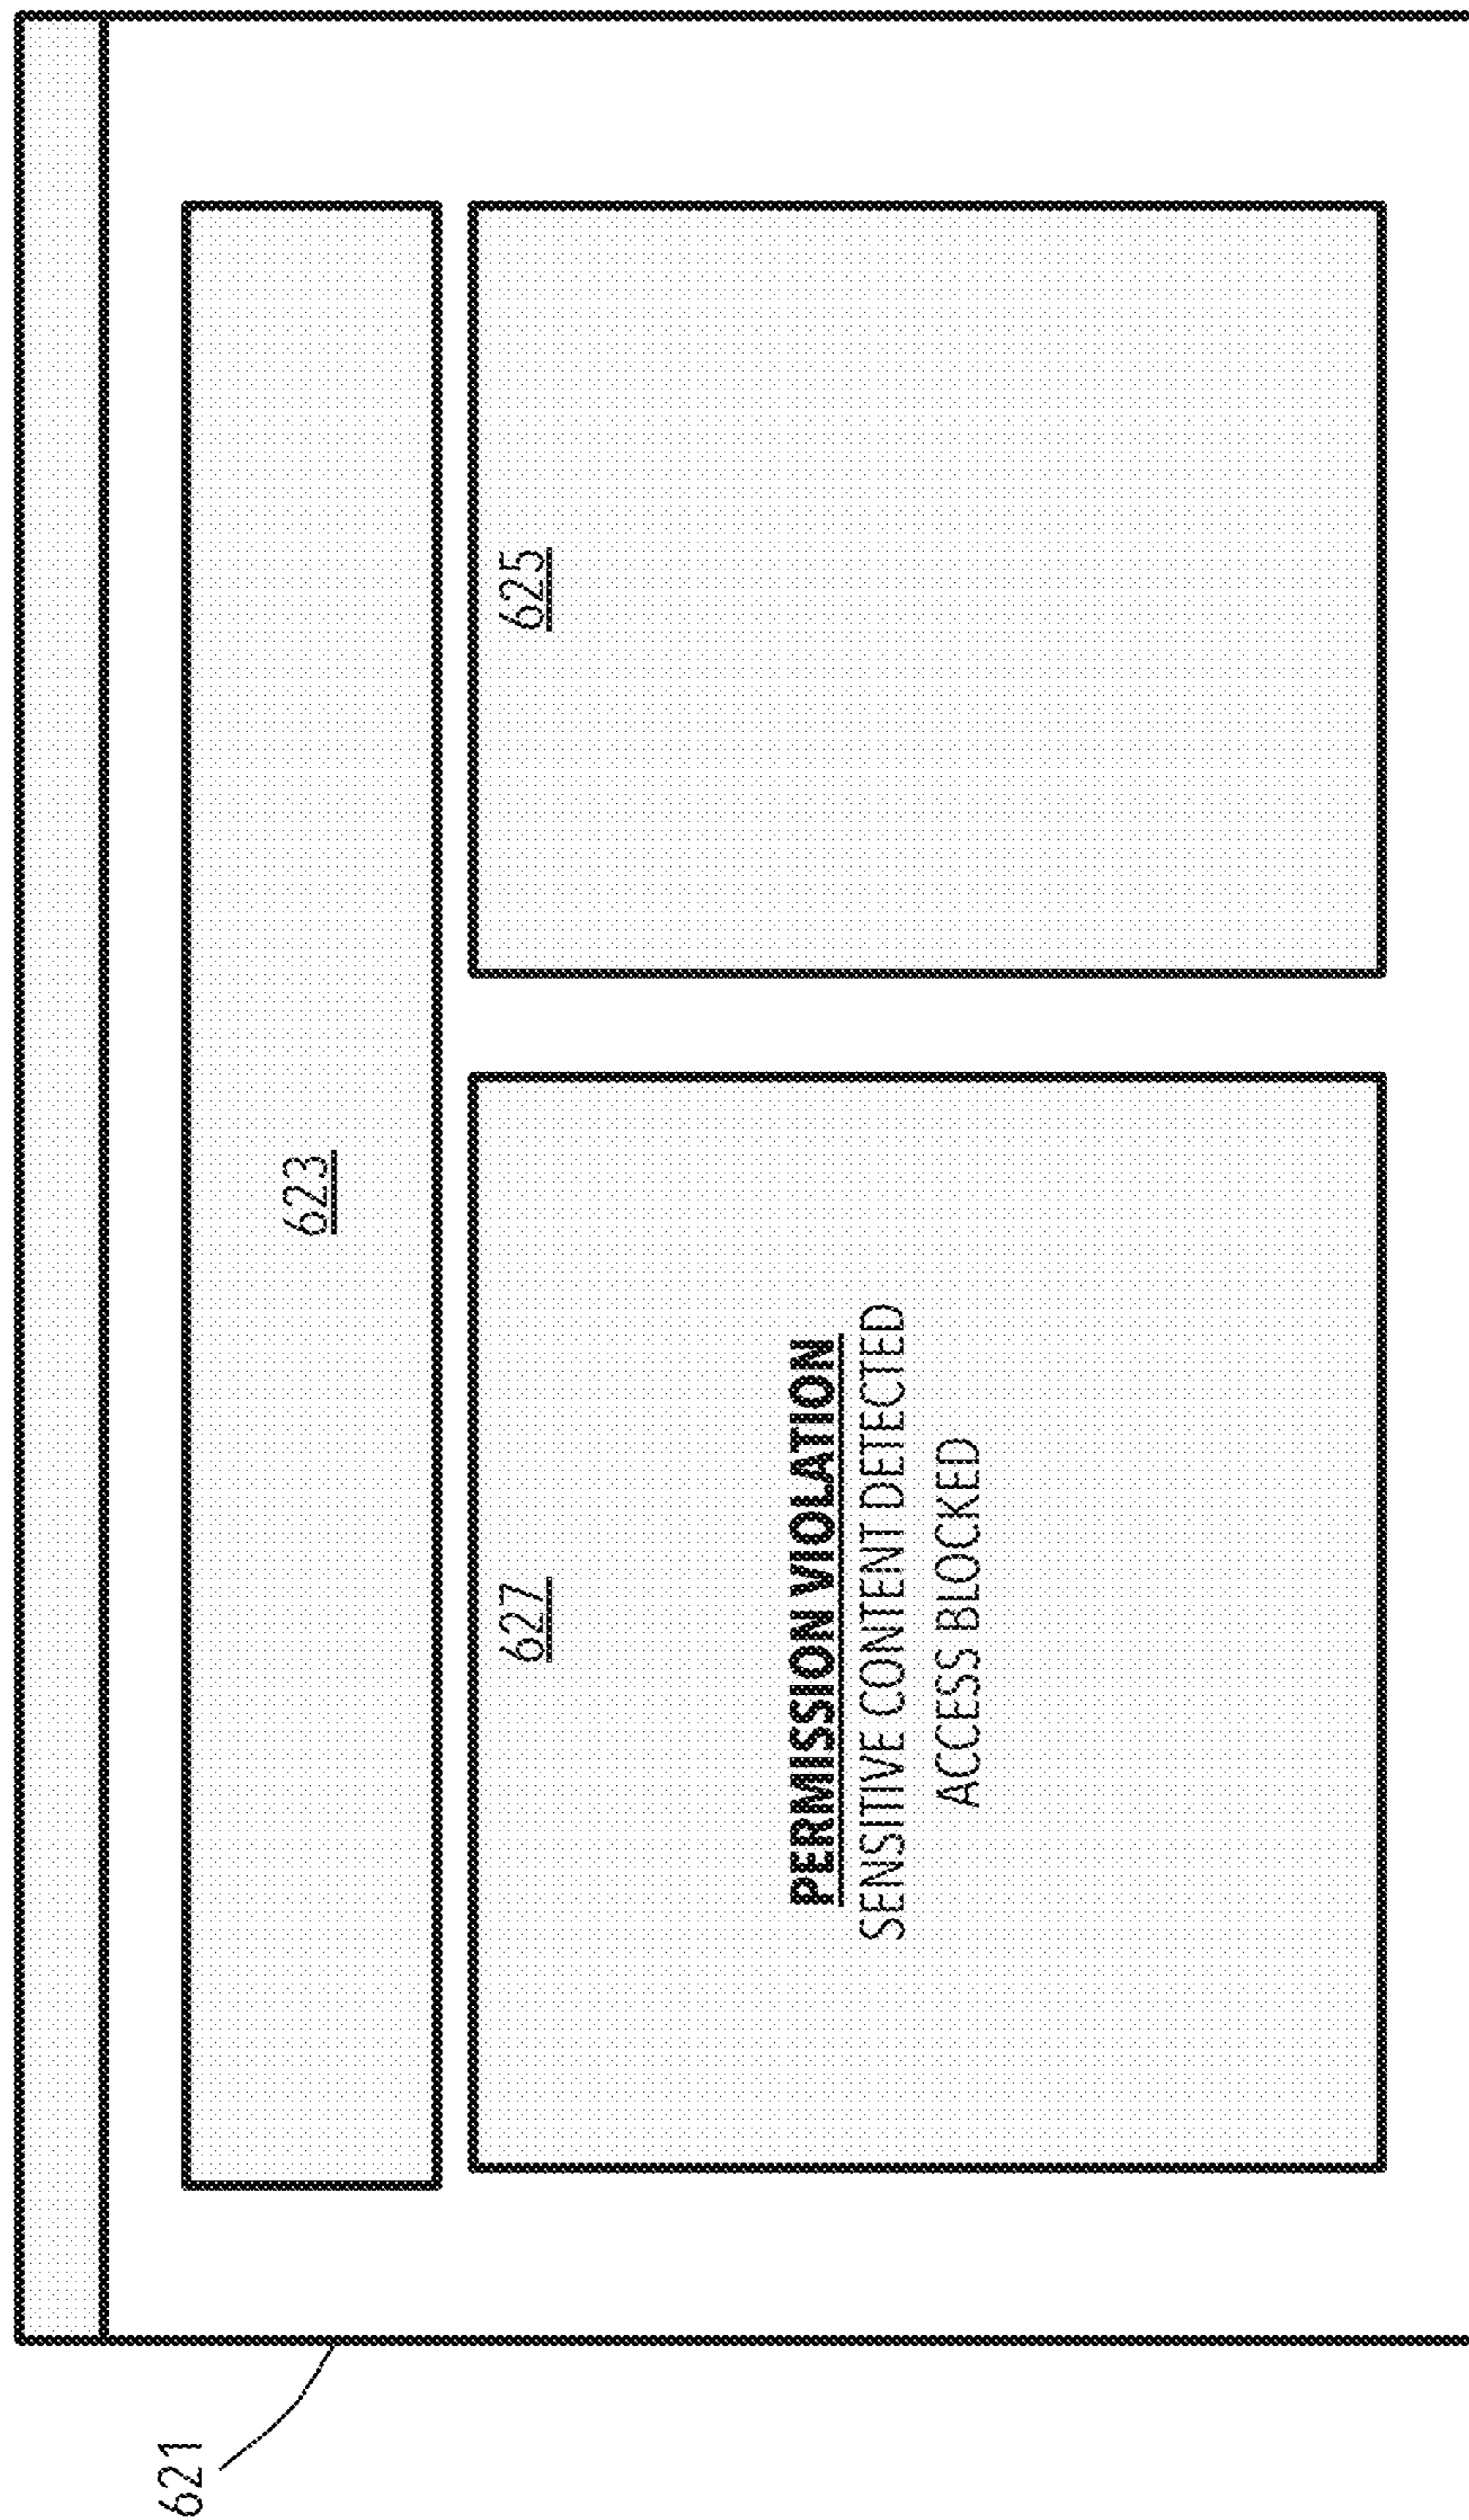 621
623
627
PERMISSION VIOLATION
SENSITIVE CONTENT DETECTED
ACCESS BLOCKED
625